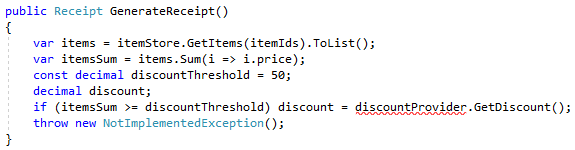 public Receipt GenerateReceipt()
{
    var items = itemStore.GetItems(itemIds).ToList();
    var itemsSum = items.Sum(i => i.price);
    const decimal discountThreshold = 50;
    decimal discount;
    if (itemsSum >= discountThreshold) discount = discountProvider.GetDiscount();
    throw new NotImplementedException();
}